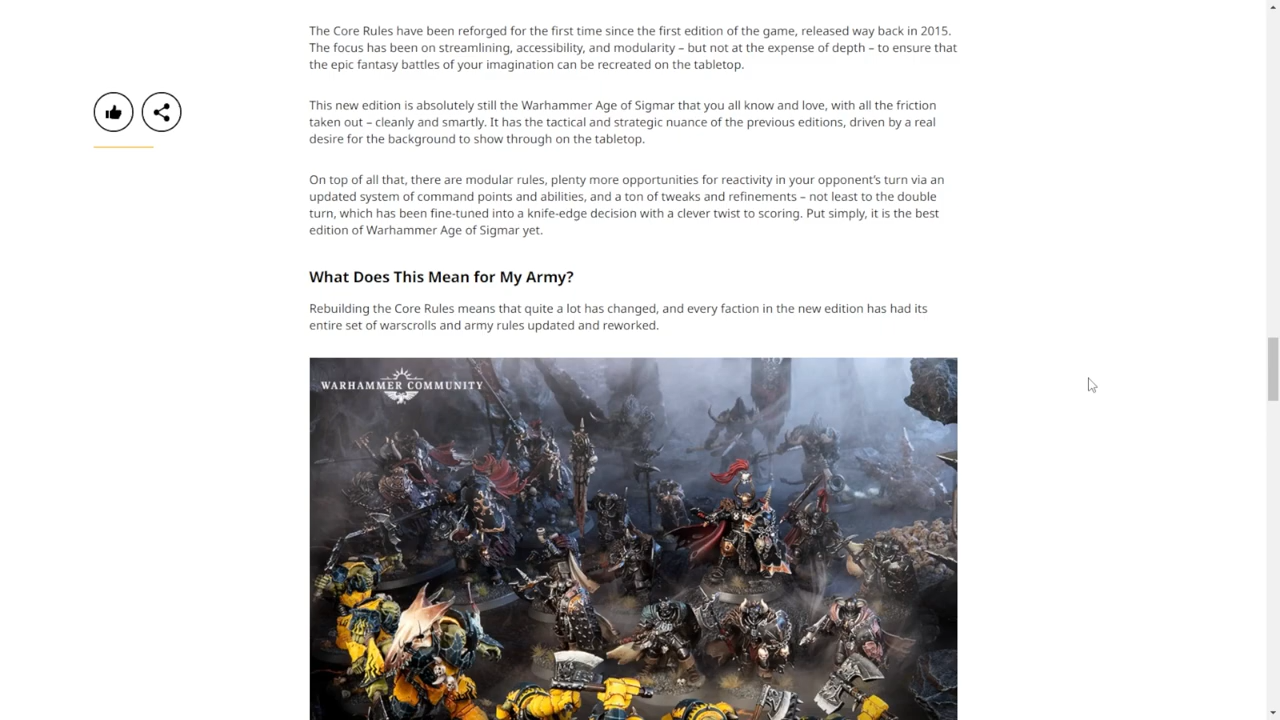 The Core Rules have been reforged for the first time since the first edition of the game, released way back in 2015.
The focus has been on streamlining, accessibility, and modularity – but not at the expense of depth – to ensure that
the epic fantasy battles of your imagination can be recreated on the tabletop.
This new edition is absolutely still the Warhammer Age of Sigmar that you all know and love, with all the friction
taken out – cleanly and smartly. It has the tactical and strategic nuance of the previous editions, driven by a real
desire for the background to show through on the tabletop.
On top of all that, there are modular rules, plenty more opportunities for reactivity in your opponent's turn via an
updated system of command points and abilities, and a ton of tweaks and refinements – not least to the double
turn, which has been fine-tuned into a knife-edge decision with a clever twist to scoring. Put simply, it is the best
edition of Warhammer Age of Sigmar yet.
What Does This Mean for My Army?
Rebuilding the Core Rules means that quite a lot has changed, and every faction in the new edition has had its
entire set of warscrolls and army rules updated and reworked.
WARHAMMER COMMUNITY